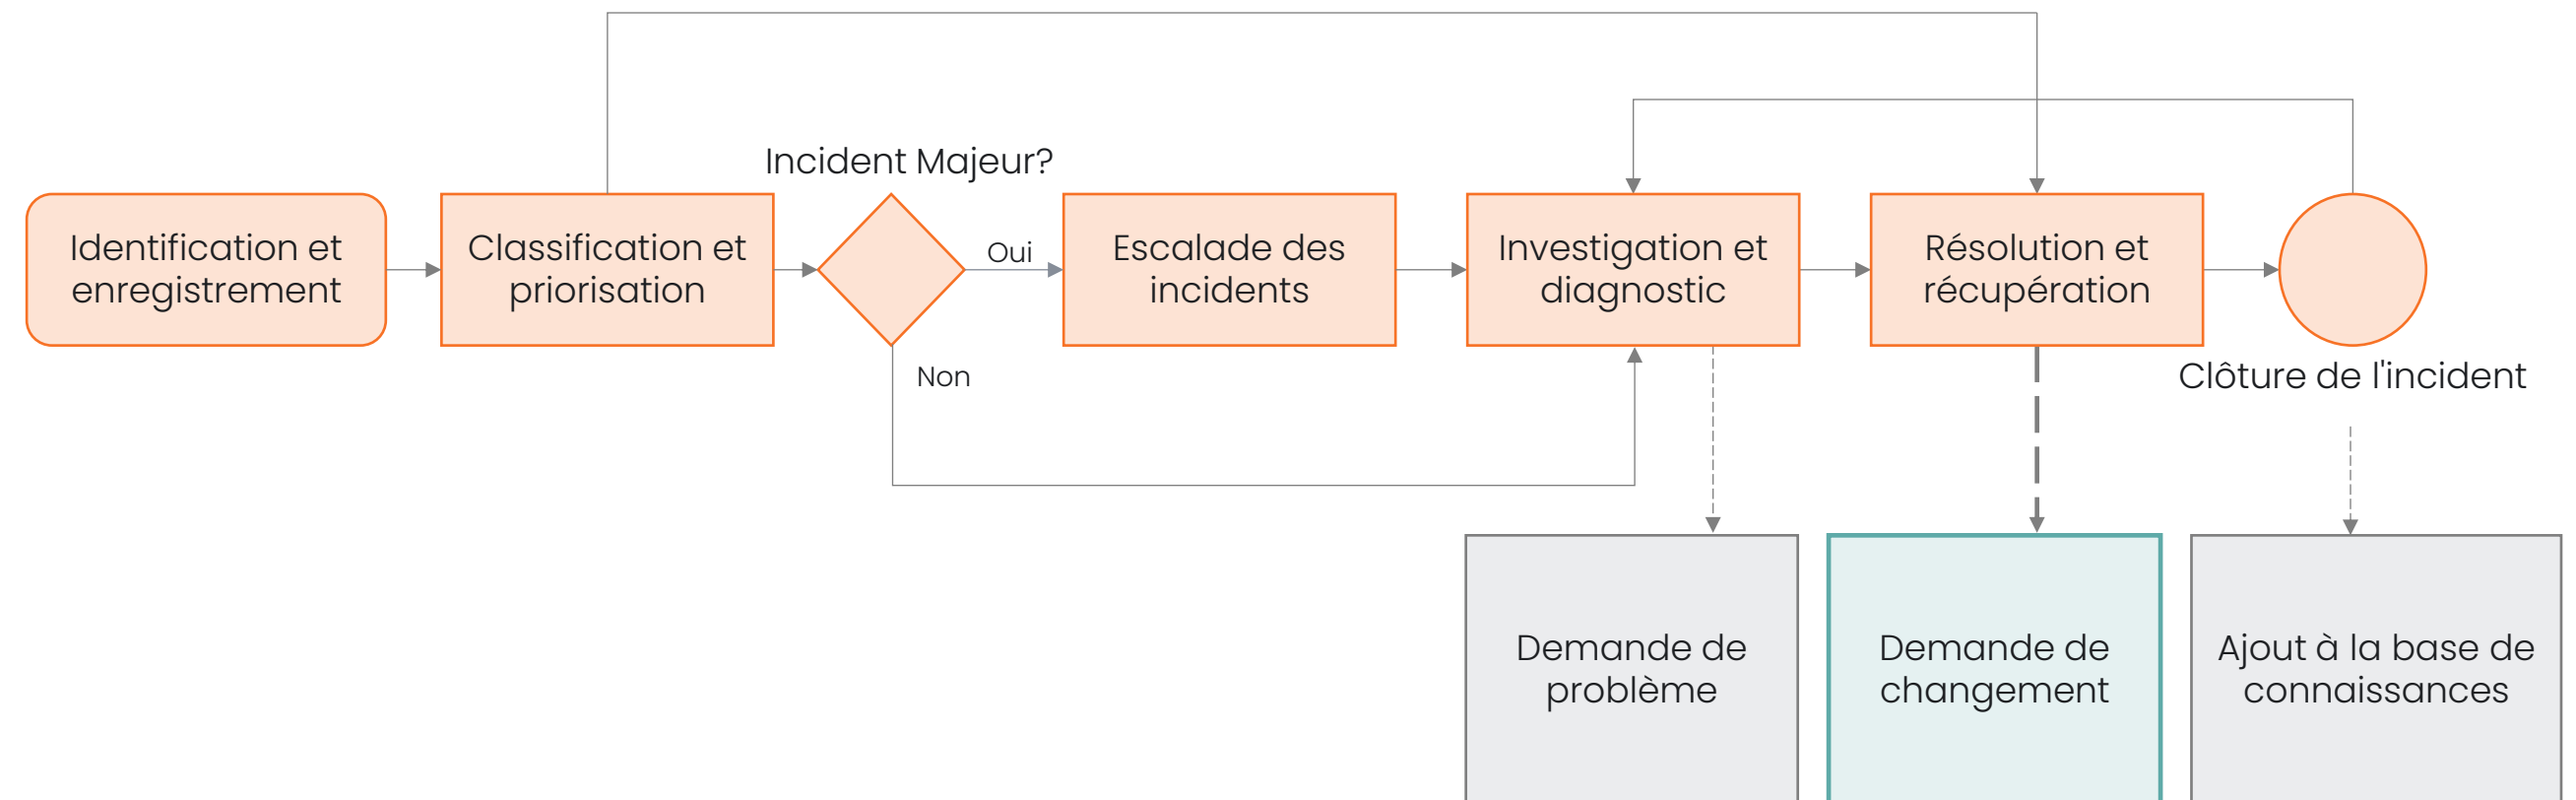 Incident Majeur?
Identification et
enregistrement
Classification et
priorisation
Oui
Escalade des
incidents
Investigation et
diagnostic
Résolution et
récupération
Non
Clôture de l'incident
Demande de
problème
Demande de
changement
Ajout à la base de
connaissances